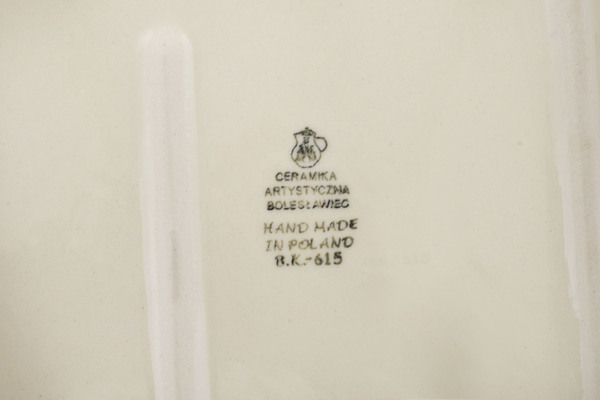 CERAMIKA
ARTYSTYCZNA
BOLESŁAWIEC
HAND MADE
IN POLAND
B.K.-615